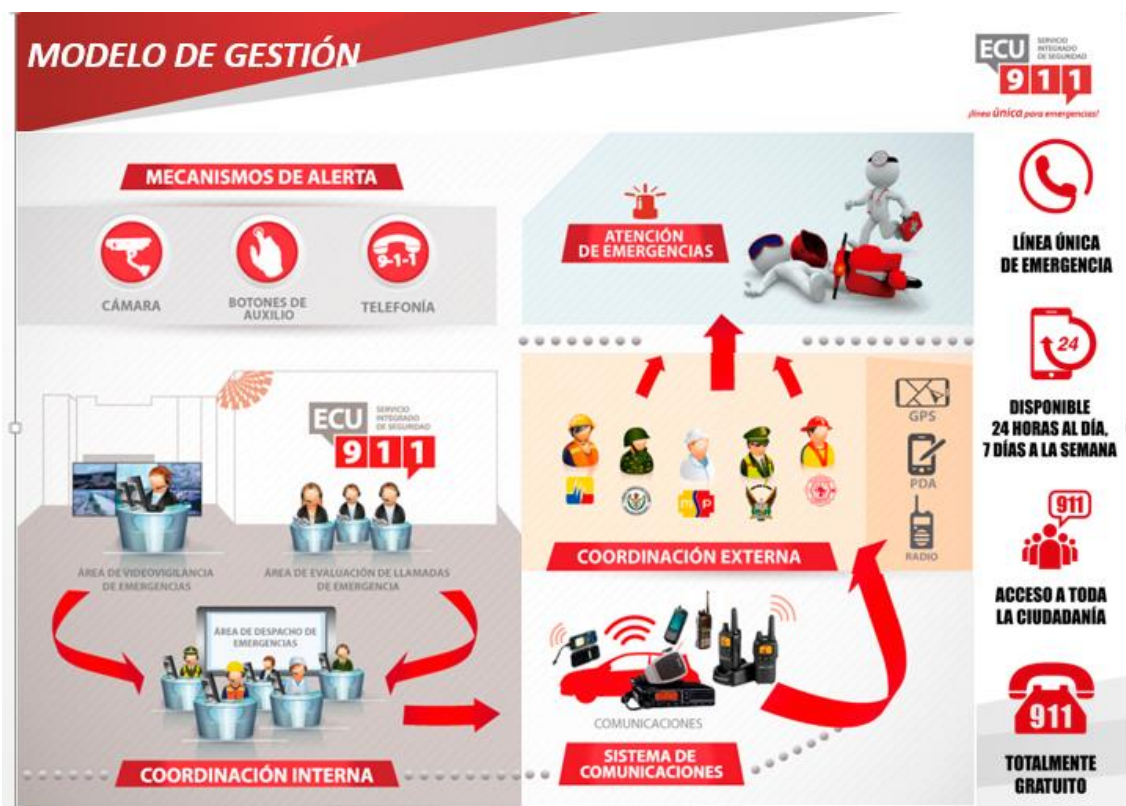 MODELO DE GESTIÓN
ECU
SERVICIO
INTEGRADO
DE SEGURIDAD
911
¡línea única para emergencias!
MECANISMOS DE ALERTA
CÁMARA
BOTONES DE
AUXILIO
9-1-1
TELEFONÍA
ATENCIÓN
DE EMERGENCIAS
LÍNEA ÚNICA
DE EMERGENCIA
24
DISPONIBLE
24 HORAS AL DÍA,
7 DÍAS A LA SEMANA
911
ACCESO A TODA
LA CIUDADANÍA
911
TOTALMENTE
GRATUITO
ECU
SERVICIO
INTEGRADO
DE SEGURIDAD
911
ÁREA DE VIDEOVIGILANCIA
DE EMERGENCIAS
ÁREA DE EVALUACIÓN DE LLAMADAS
DE EMERGENCIA
ÁREA DE DESPACHO DE
EMERGENCIAS
COORDINACIÓN INTERNA
GPS
PDA
RADIO
msp
COORDINACIÓN EXTERNA
COMUNICACIONES
SISTEMA DE
COMUNICACIONES